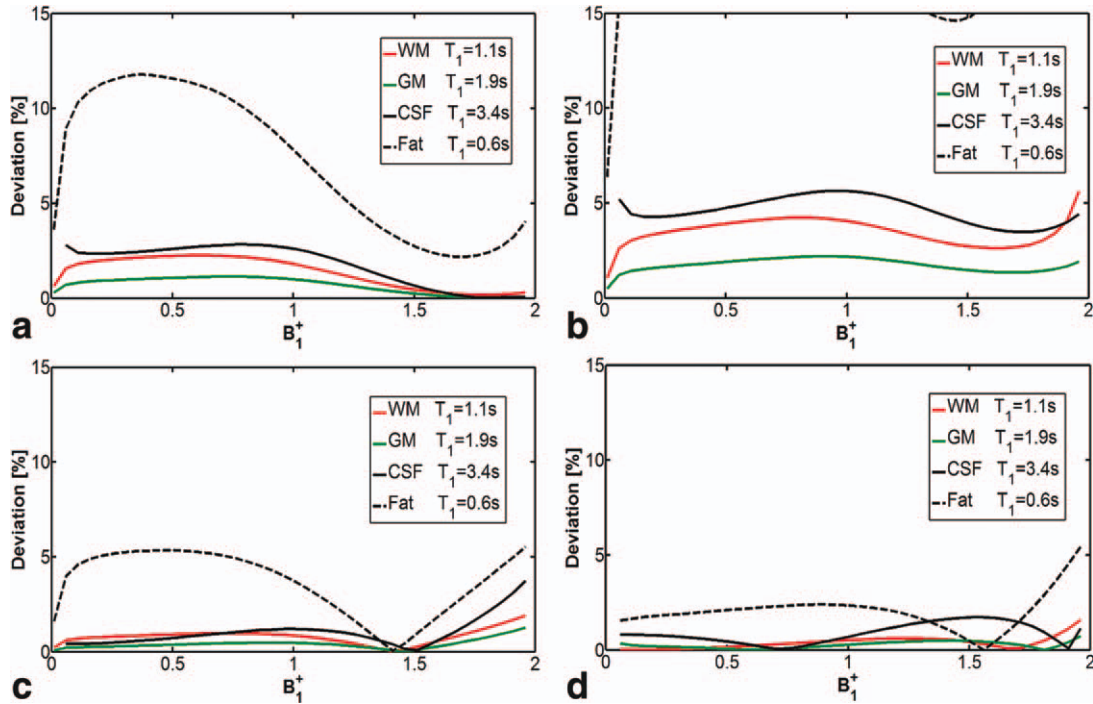 15
10
5
0
Deviation [%]
WM T₁=1.1s
GM T₁=1.9s
CSF T₁=3.4s
Fat T₁=0.6s
0.5
1
1.5
2
B₁⁺
a
15
10
5
0
Deviation [%]
WM T₁=1.1s
GM T₁=1.9s
CSF T₁=3.4s
Fat T₁=0.6s
0
0.5
1
1.5
2
B₁⁺
b
15
10
5
0
Deviation [%]
WM T₁=1.1s
GM T₁=1.9s
CSF T₁=3.4s
Fat T₁=0.6s
0.5
1
1.5
2
B₁⁺
c
15
10
5
0
Deviation [%]
WM T₁=1.1s
GM T₁=1.9s
CSF T₁=3.4s
Fat T₁=0.6s
0
0.5
1
1.5
2
B₁⁺
d